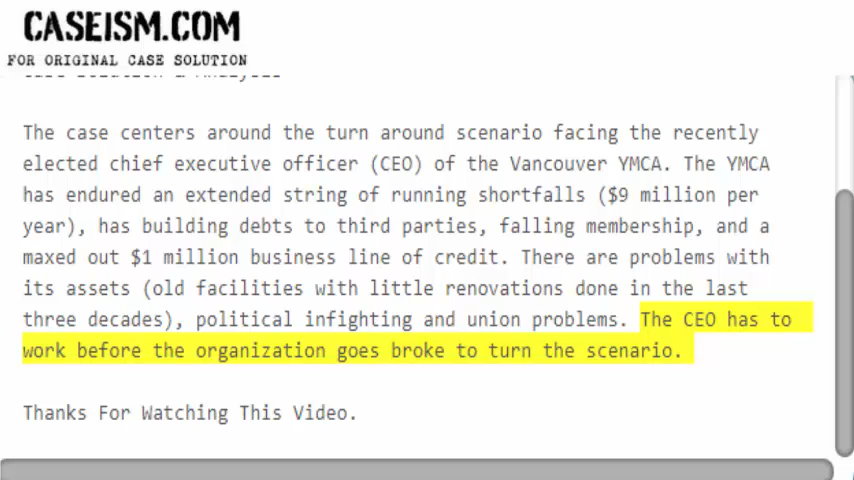 CASEISM.COM
FOR ORIGINAL CASE SOLUTION
The case centers around the turn around scenario facing the recently
elected chief executive officer (CEO) of the Vancouver YMCA. The YMCA
has endured an extended string of running shortfalls ($9 million per
year), has building debts to third parties, falling membership, and a
maxed out $1 million business line of credit. There are problems with
its assets (old facilities with little renovations done in the last
three decades), political infighting and union problems. The CEO has to
work before the organization goes broke to turn the scenario.
Thanks For Watching This Video.